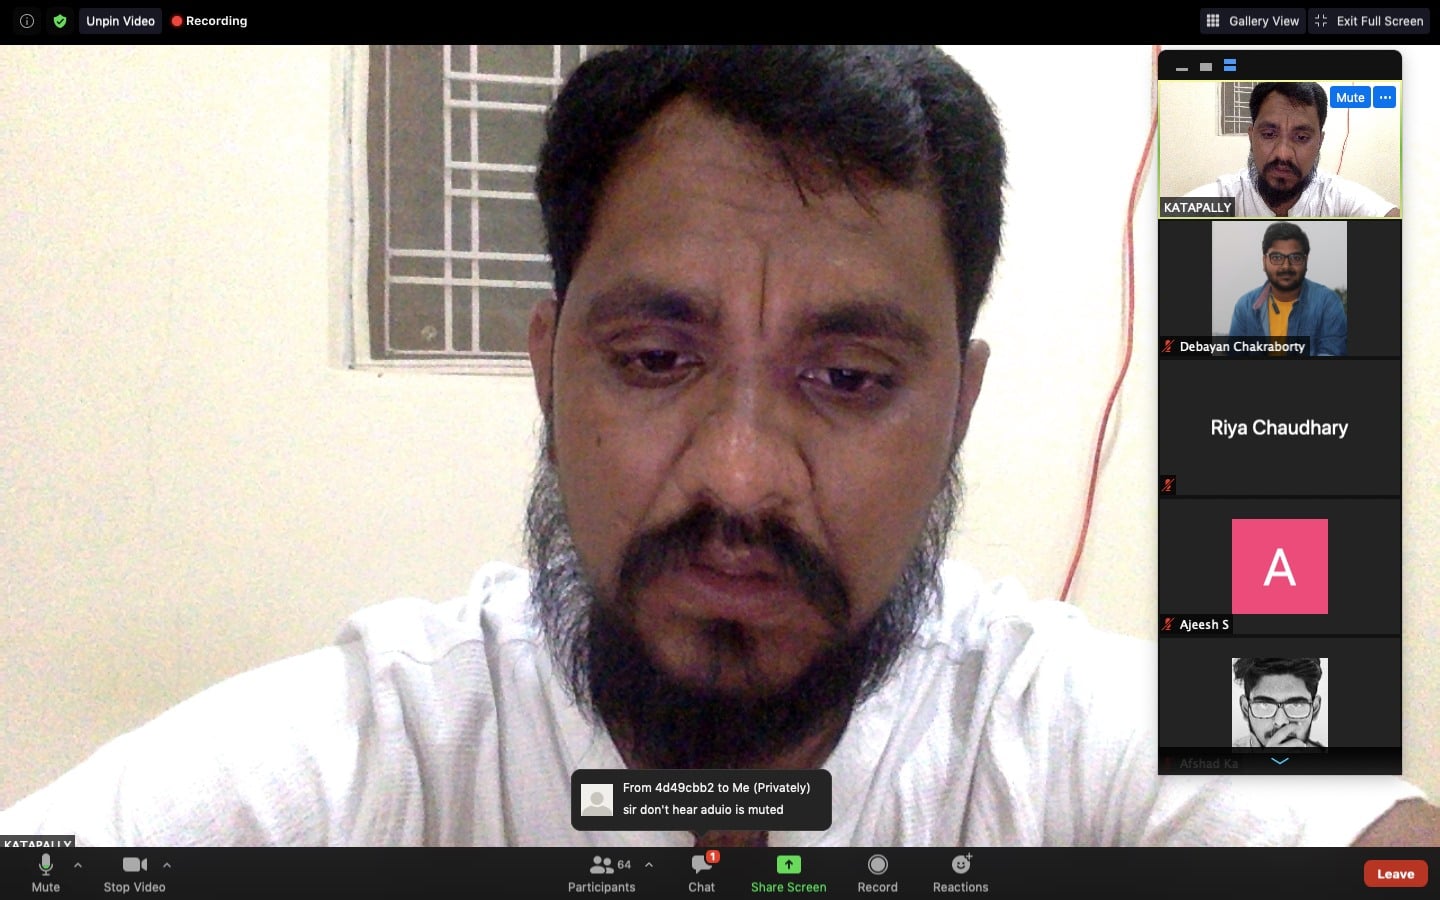 Unpin Video
Recording
Gallery View
Exit Full Screen
Mute
KATAPALLY
Debayan Chakraborty
Riya Chaudhary
A
Ajeesh S
Afshad Ka
From 4d49cbb2 to Me (Privately)
sir don't hear aduio is muted
KATAPALLY
Mute
Stop Video
64
Participants
1
Chat
Share Screen
Record
Reactions
Leave